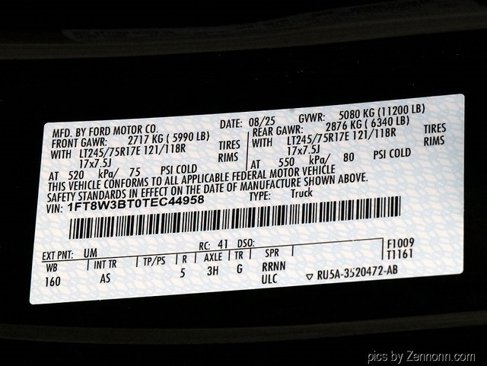 MFD. BY FORD MOTOR CO.
DATE: 08/25 GVWR: 5080 KG (11200 LB)
FRONT GAWR: 2717 KG ( 5990 LB) REAR GAWR: 2876 KG ( 6340 LB)
WITH LT245/75R17E 121/118R TIRES WITH LT245/75R17E 121/118R TIRES
17x7.5J RIMS 17x7.5J RIMS
AT 520 kPa/ 75 PSI COLD AT 550 kPa/ 80 PSI COLD
THIS VEHICLE CONFORMS TO ALL APPLICABLE FEDERAL MOTOR VEHICLE
SAFETY STANDARDS IN EFFECT ON THE DATE OF MANUFACTURE SHOWN ABOVE.
VIN: 1FT8W3BT0TEC44958 TYPE: Truck
EXT PNT: UM RC: 41 DSO: F1009
WB INT TR TP/PS R AXLE TR SPR T1161
160 AS 5 3H G RRNN
ULC ▽ RU5A-3520472-AB
pics by Zennonn.com